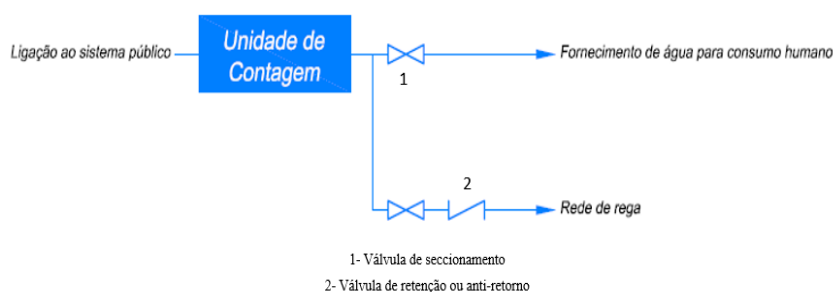 Ligação ao sistema público
Unidade de
Contagem
Fornecimento de água para consumo humano
1
2
Rede de rega
1- Válvula de seccionamento
2- Válvula de retenção ou anti-retorno